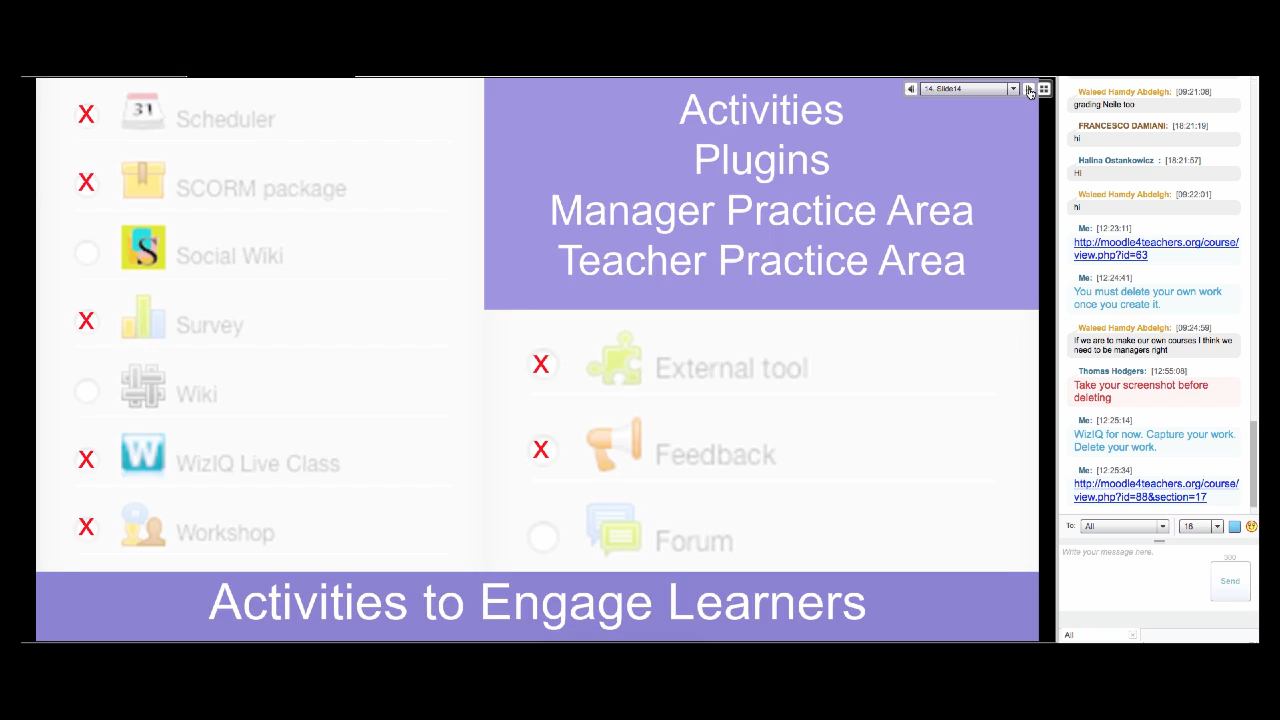 X Scheduler
X SCORM package
Social Wiki
X Survey
Wiki
X WizIQ Live Class
X Workshop
Activities
Plugins
Manager Practice Area
Teacher Practice Area
14. Slide14
X External tool
X Feedback
Forum
Activities to Engage Learners
Waleed Hamdy Abdelgh: [09:21:08]
grading Nelle too
FRANCESCO DAMIANI: [18:21:19]
hi
Halina Ostankowicz : [18:21:57]
Hi
Waleed Hamdy Abdelgh: [09:22:01]
hi
Me: [12:23:11]
http://moodle4teachers.org/course/
view.php?id=63
Me: [12:24:41]
You must delete your own work
once you create it.
Waleed Hamdy Abdelgh: [09:24:59]
If we are to make our own courses I think we
need to be managers right
Thomas Hodgers: [12:55:08]
Take your screenshot before
deleting
Me: [12:25:14]
WizIQ for now. Capture your work.
Delete your work.
Me: [12:25:34]
http://moodle4teachers.org/course/
view.php?id=88&section=17
To: All 16
Write your message here.
300
Send
All